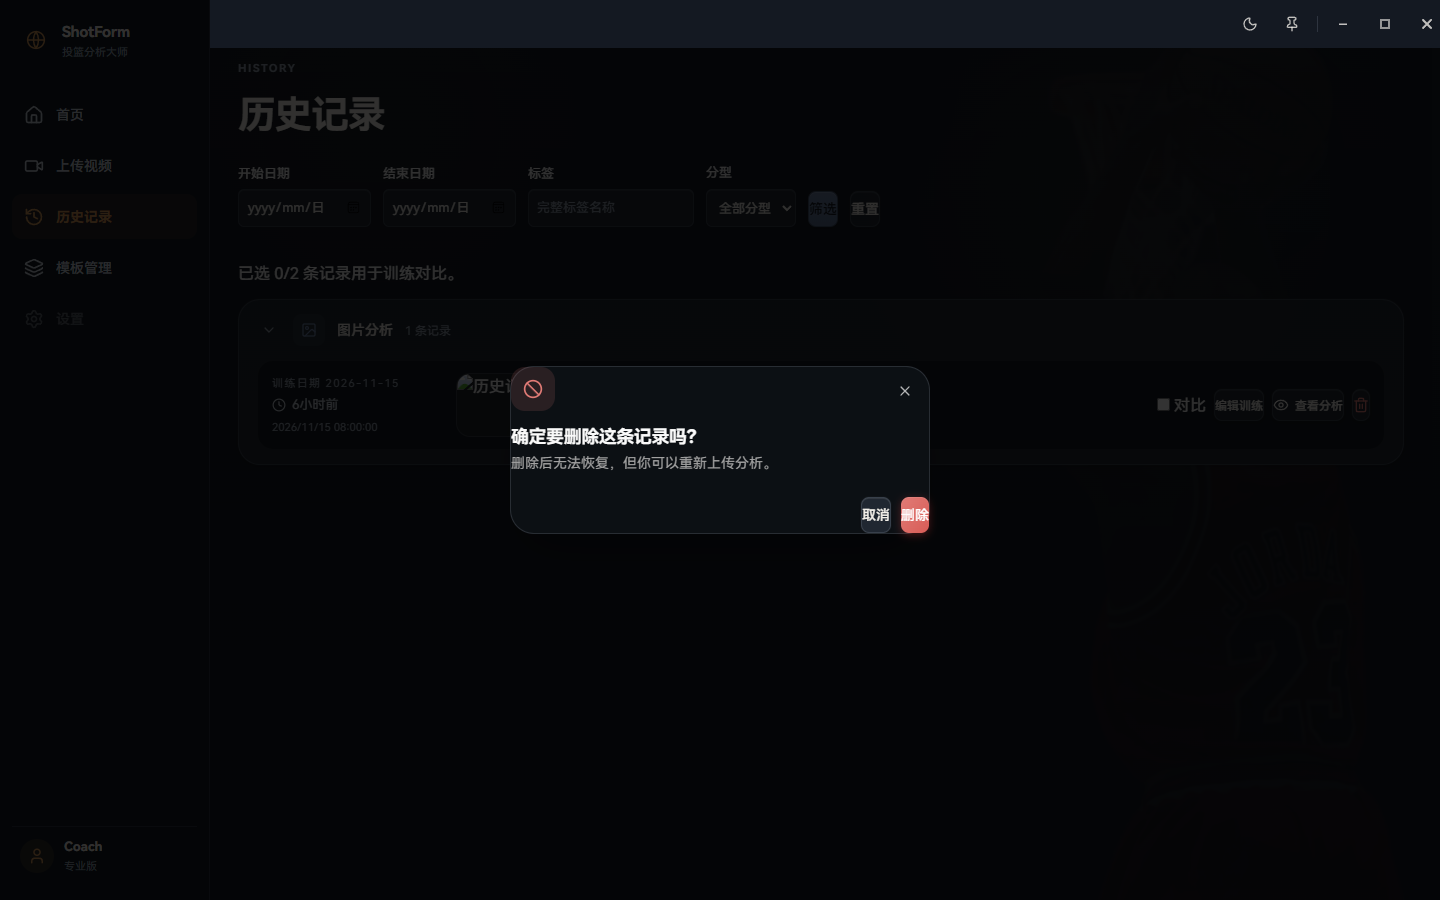 ShotForm
投篮分析大师
首页
上传视频
历史记录
模板管理
设置
Coach
专业版
HISTORY
历史记录
开始日期
结束日期
标签
分型
yyyy/mm/日
yyyy/mm/日
完整标签名称
全部分型
筛选
重置
已选 0/2 条记录用于训练对比。
图片分析 1 条记录
训练日期 2026-11-15
6小时前
2026/11/15 08:00:00
历史
对比
编辑训练
查看分析
确定要删除这条记录吗?
删除后无法恢复，但你可以重新上传分析。
取消
删除